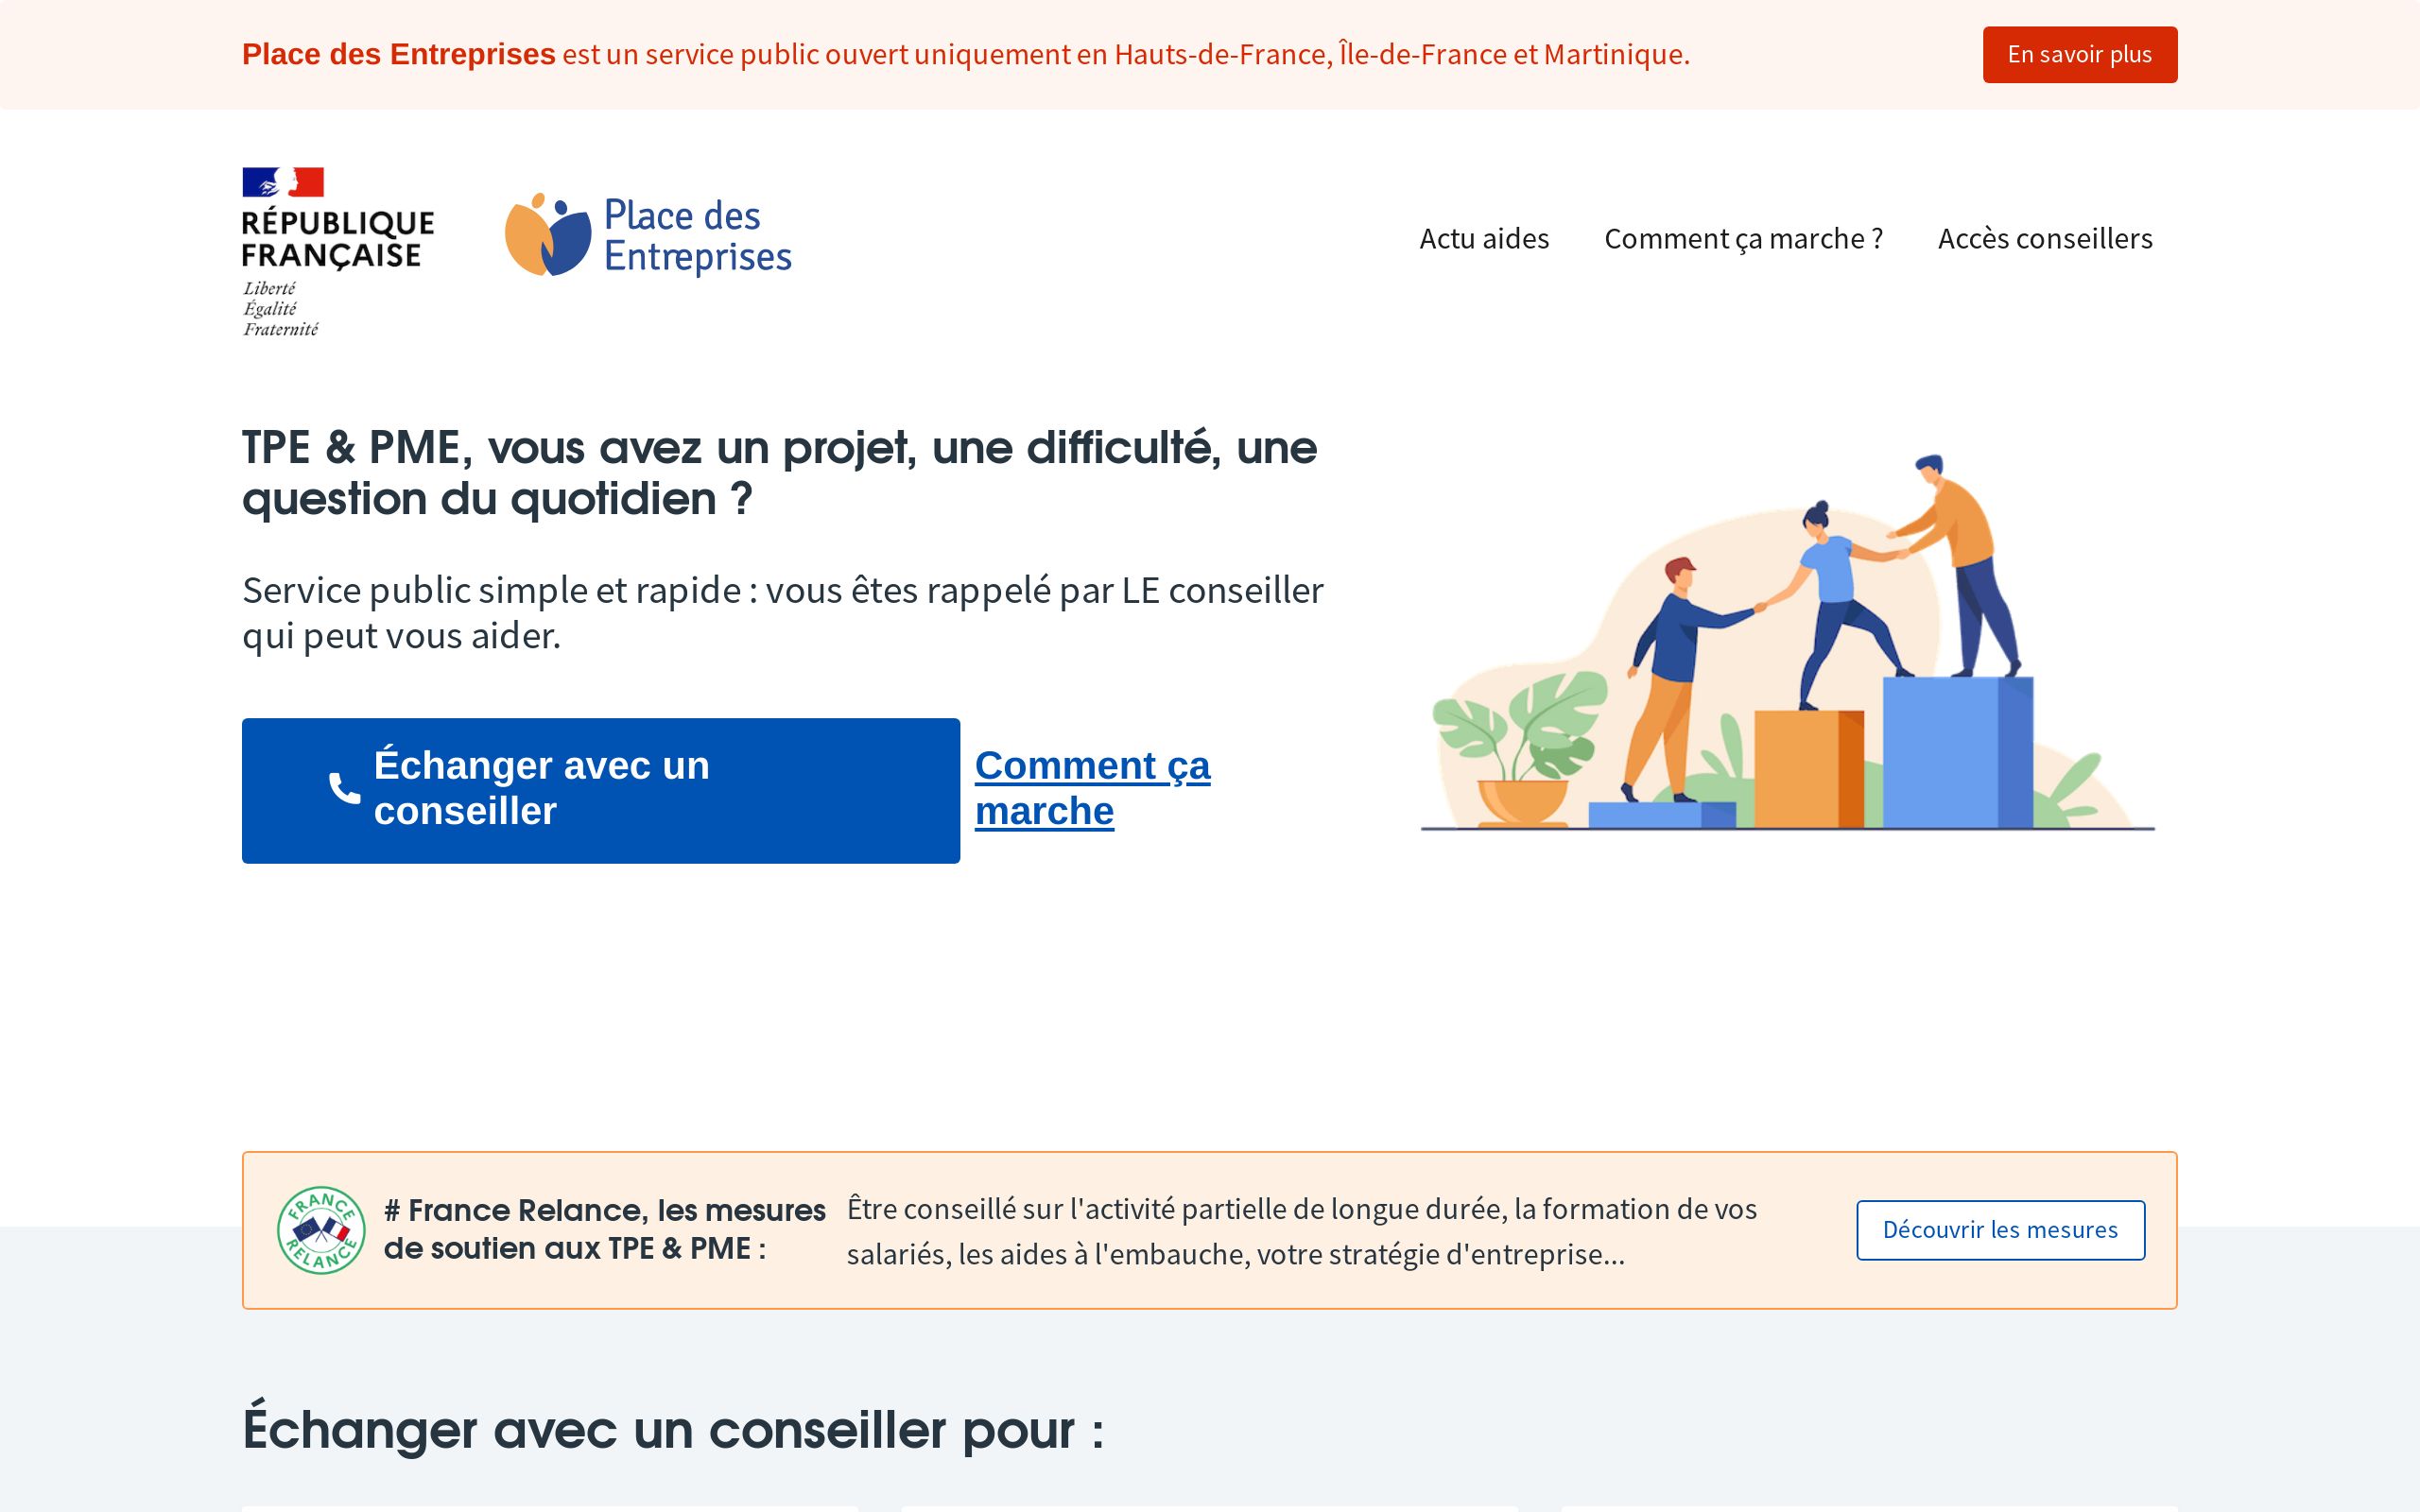 Place des Entreprises est un service public ouvert uniquement en Hauts-de-France, Île-de-France et Martinique.
En savoir plus
RÉPUBLIQUE
FRANÇAISE
Liberté
Égalité
Fraternité
Place des
Entreprises
Actu aides
Comment ça marche ?
Accès conseillers
TPE & PME, vous avez un projet, une difficulté, une
question du quotidien ?
Service public simple et rapide : vous êtes rappelé par LE conseiller
qui peut vous aider.
Échanger avec un
conseiller
Comment ça
marche
FRANCE
RELANCE
# France Relance, les mesures
de soutien aux TPE & PME :
Être conseillé sur l'activité partielle de longue durée, la formation de vos
salariés, les aides à l'embauche, votre stratégie d'entreprise...
Découvrir les mesures
Échanger avec un conseiller pour :